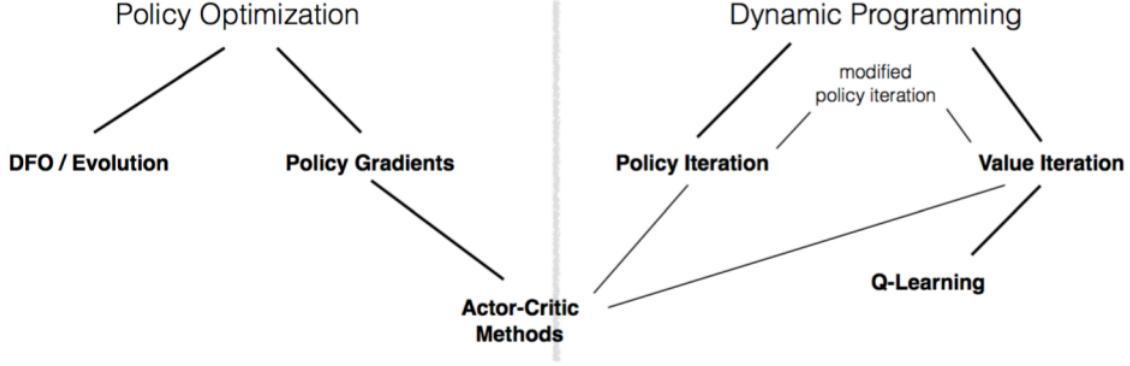 Policy Optimization
Dynamic Programming
modified
policy iteration
DFO / Evolution
Policy Gradients
Policy Iteration
Value Iteration
Q-Learning
Actor-Critic
Methods